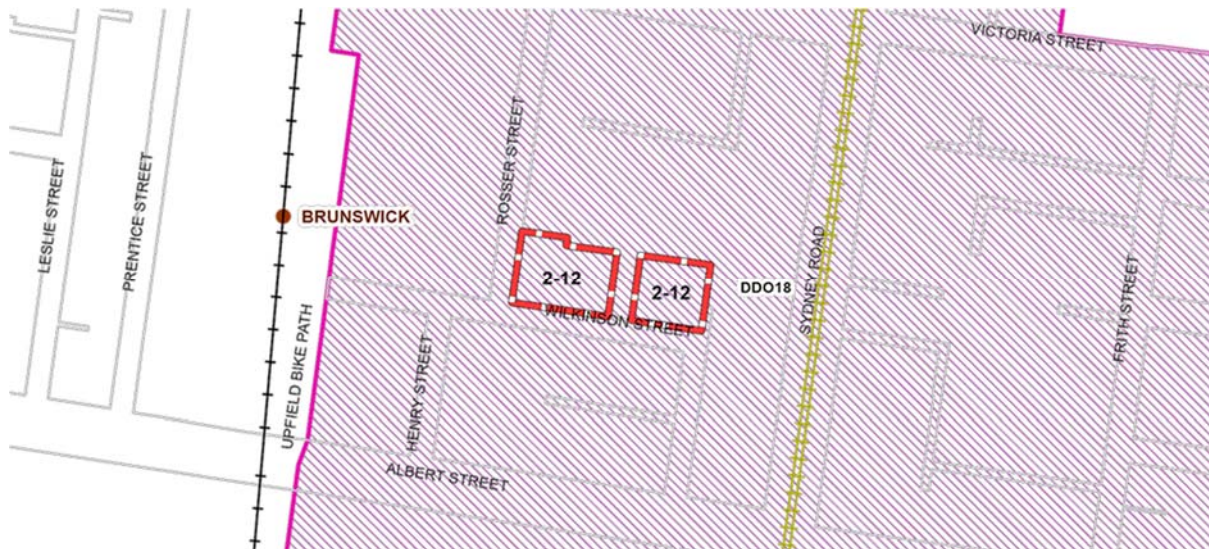 VICTORIA STREET
ROSSER STREET
LESLIE STREET
PRENTICE STREET
BRUNSWICK
SYDNEY ROAD
FRITH STREET
2-12
2-12
DDO18
WILKINSON STREET
UPFIELD BIKE PATH
HENRY STREET
ALBERT STREET